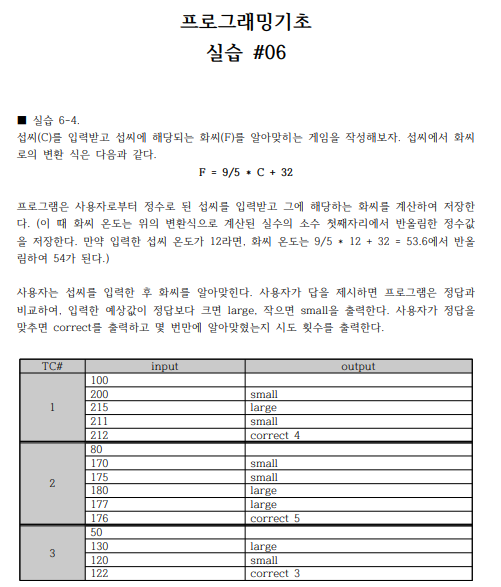 프로그래밍기초
실습 #06
■ 실습 6-4.
섭씨(C)를 입력받고 섭씨에 해당되는 화씨(F)를 알아맞히는 게임을 작성해보자. 섭씨에서 화씨
로의 변환 식은 다음과 같다.
F = 9/5 * C + 32
프로그램은 사용자로부터 정수로 된 섭씨를 입력받고 그에 해당하는 화씨를 계산하여 저장한
다. (이 때 화씨 온도는 위의 변환식으로 계산된 실수의 소수 첫째자리에서 반올림한 정수값
을 저장한다. 만약 입력한 섭씨 온도가 12라면, 화씨 온도는 9/5 * 12 + 32 = 53.6에서 반올
림하여 54가 된다.)
사용자는 섭씨를 입력한 후 화씨를 알아맞힌다. 사용자가 답을 제시하면 프로그램은 정답과
비교하여, 입력한 예상값이 정답보다 크면 large, 작으면 small을 출력한다. 사용자가 정답을
맞추면 correct를 출력하고 몇 번만에 알아맞혔는지 시도 횟수를 출력한다.
TC# input output
1
100
200 small
215 large
211 small
212 correct 4
2
80
170 small
175 small
180 large
177 large
176 correct 5
3
50
130 large
120 small
122 correct 3